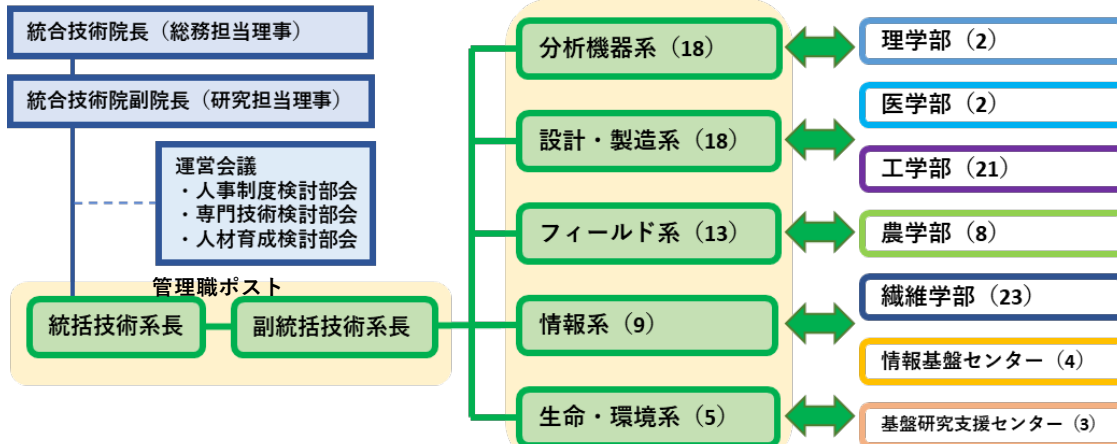 統合技術院長（総務担当理事）
統合技術院副院長（研究担当理事）
運営会議
・人事制度検討部会
・専門技術検討部会
・人材育成検討部会
管理職ポスト
統括技術系長
副統括技術系長
分析機器系（18）
設計・製造系（18）
フィールド系（13）
情報系（9）
生命・環境系（5）
理学部（2）
医学部（2）
工学部（21）
農学部（8）
繊維学部（23）
情報基盤センター（4）
基盤研究支援センター（3）